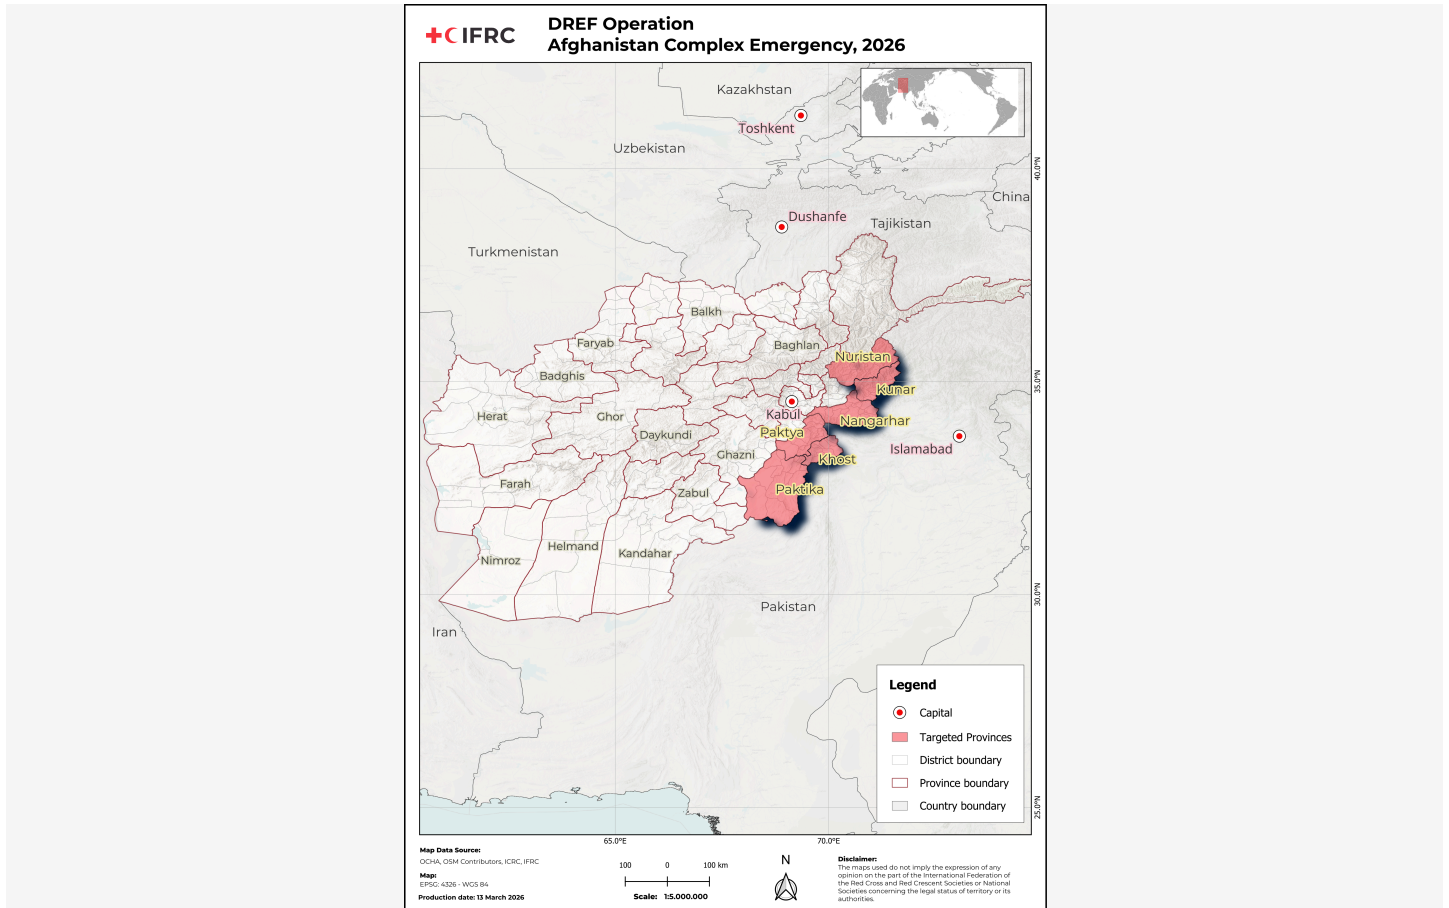 IFRC
DREF Operation
Afghanistan Complex Emergency, 2026
Kazakhstan
Toshkent
Uzbekistan
40.0°N
China
Dushanfe
Tajikistan
Turkmenistan
Balkh
Faryab
Baghlan
Nuristan
Badghis
35.0°N
Kunar
Herat
Ghor
Kabul
Nangarhar
Daykundi
Paktya
Islamabad
Ghazni
Khost
Farah
Zabul
Paktika
Helmand
Kandahar
Nimroz
30.0°N
Pakistan
Iran
Legend
Capital
Targeted Provinces
District boundary
Province boundary
Country boundary
25.0°N
65.0°E
70.0°E
Map Data Source:
OCHA, OSM Contributors, ICRC, IFRC
Map:
EPSG: 4326 - WGS 84
Production date: 13 March 2026
100 0 100 km
Scale: 1:5.000.000
N
Disclaimer:
The maps used do not imply the expression of any
opinion on the part of the International Federation of
the Red Cross and Red Crescent Societies or National
Societies concerning the legal status of territory or its
authorities.